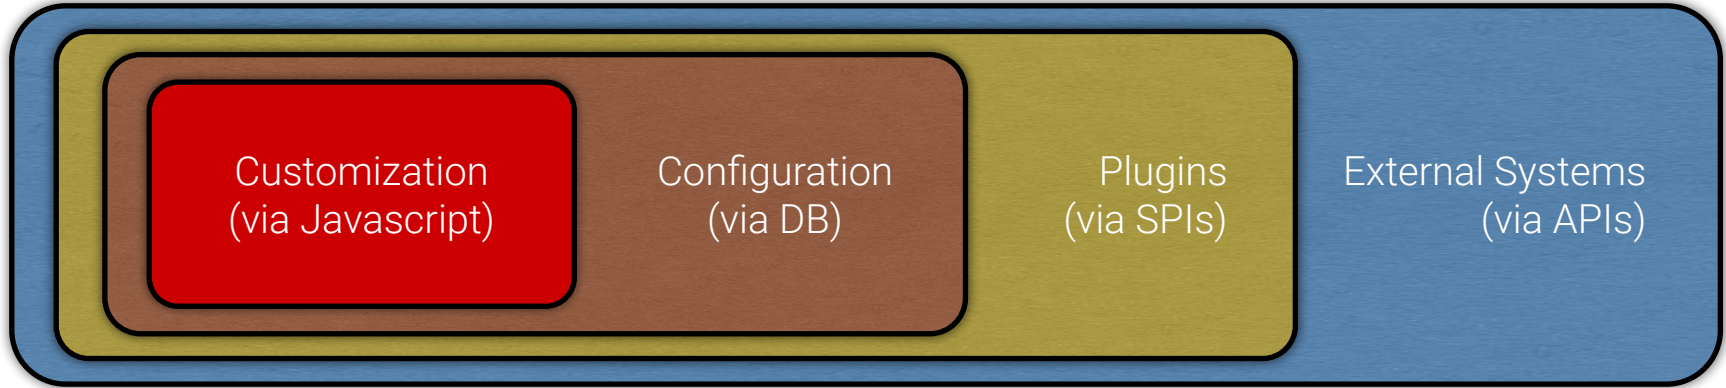 Customization
(via Javascript)
Configuration
(via DB)
Plugins
(via SPIs)
External Systems
(via APIs)